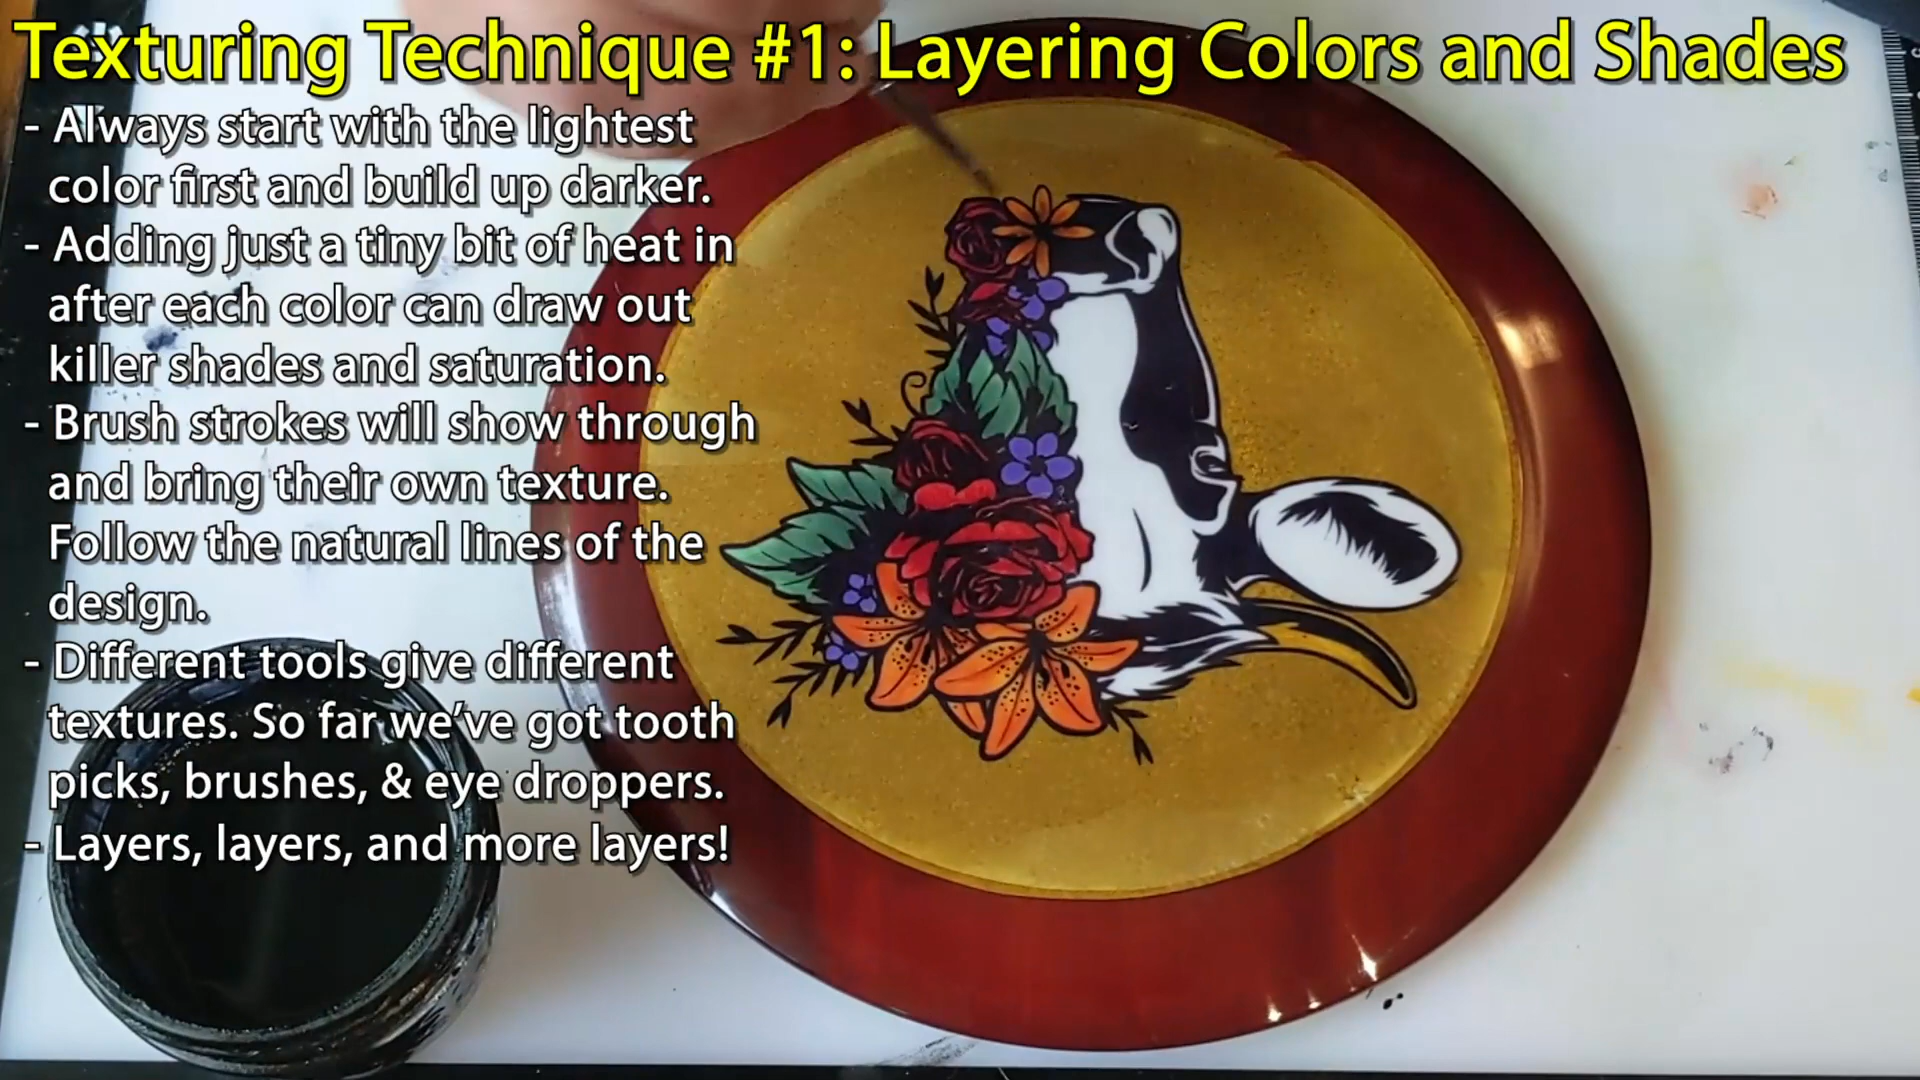 Texturing Technique #1: Layering Colors and Shades
- Always start with the lightest
color first and build up darker.
- Adding just a tiny bit of heat in
after each color can draw out
killer shades and saturation.
- Brush strokes will show through
and bring their own texture.
Follow the natural lines of the
design.
- Different tools give different
textures. So far we’ve got tooth
picks, brushes, & eye droppers.
- Layers, layers, and more layers!